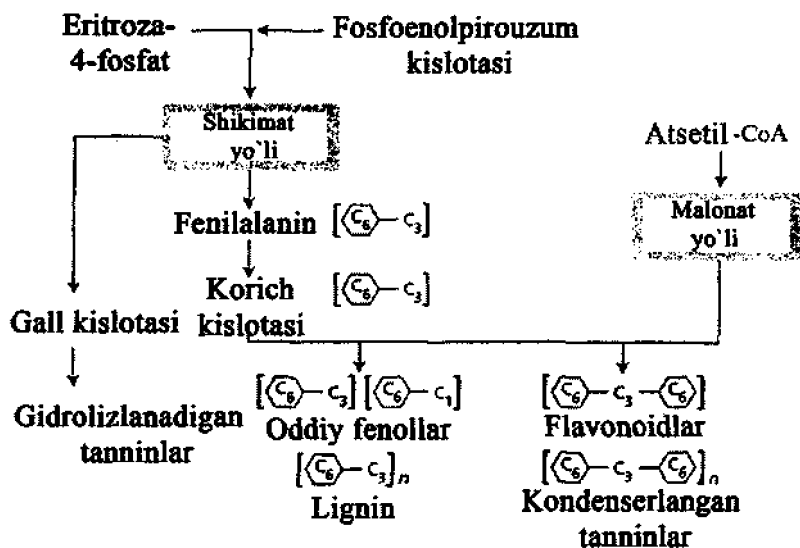 Eritroza-
4-fosfat
Fosfoenolpirouzum
kislotasi
Shikimat
yo`li
Atsetil -CoA
Malonat
yo`li
Fenilalanin [C6 — C3]
Korich [C6 — C3]
kislotasi
Gall kislotasi
Gidrolizlanadigan
tanninlar
[C6 — C3] [C6 — C1]
Oddiy fenollar
[C6 — C3]n
Lignin
[C6 — C3 — C6]
Flavonoidlar
[C6 — C3 — C6]n
Kondenserlangan
tanninlar